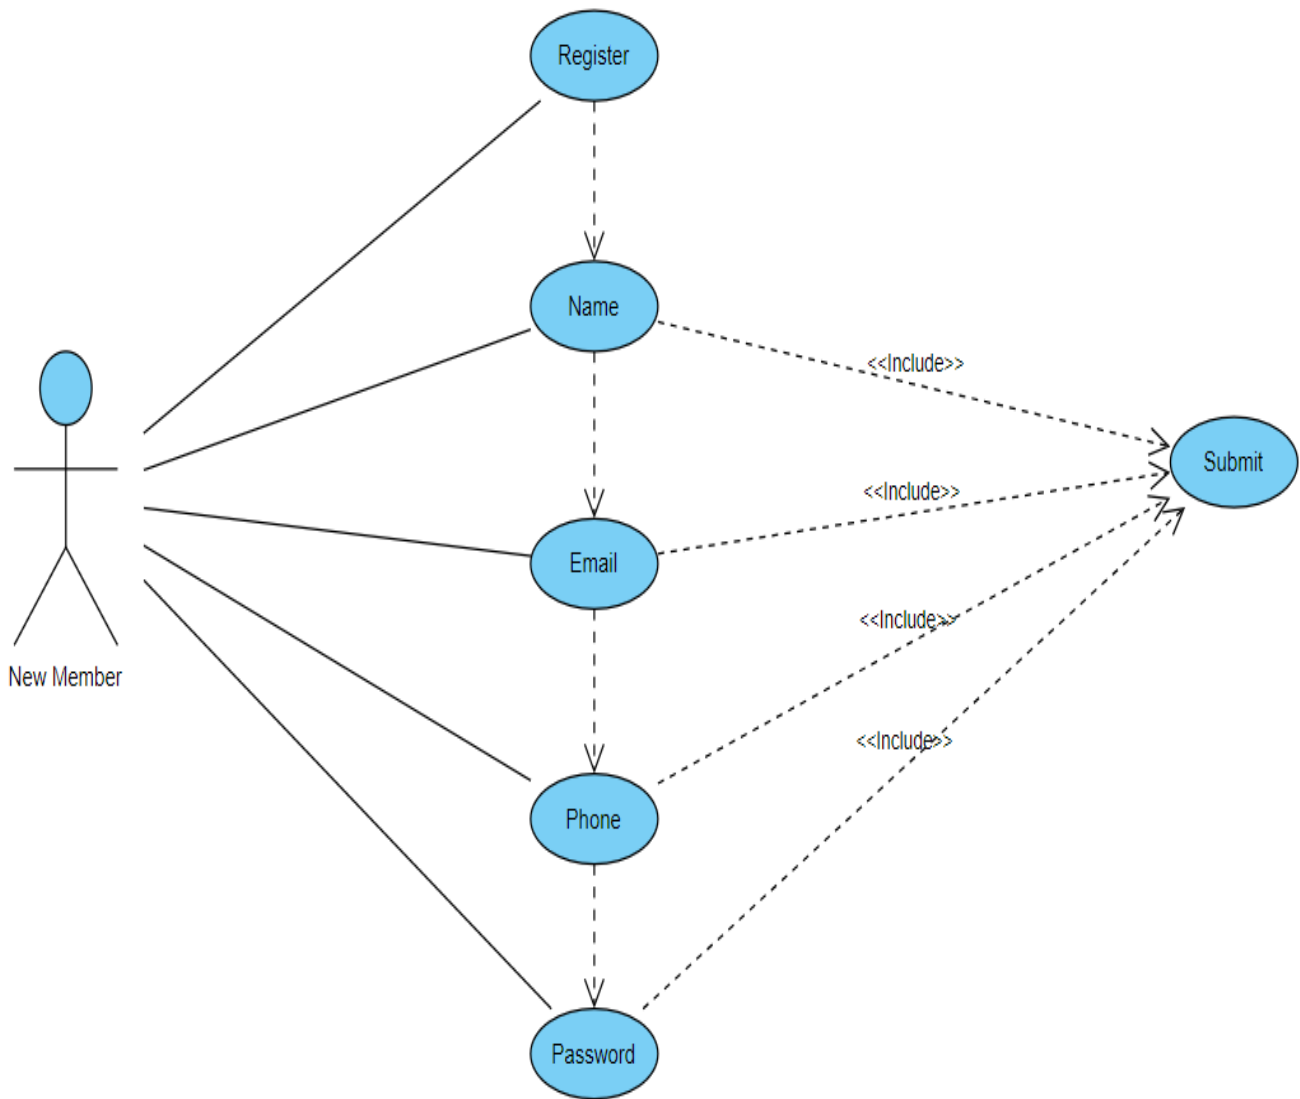 Register
Name
<<Include>>
Submit
<<Include>>
Email
<<Include>>
New Member
<<Include>>
Phone
Password